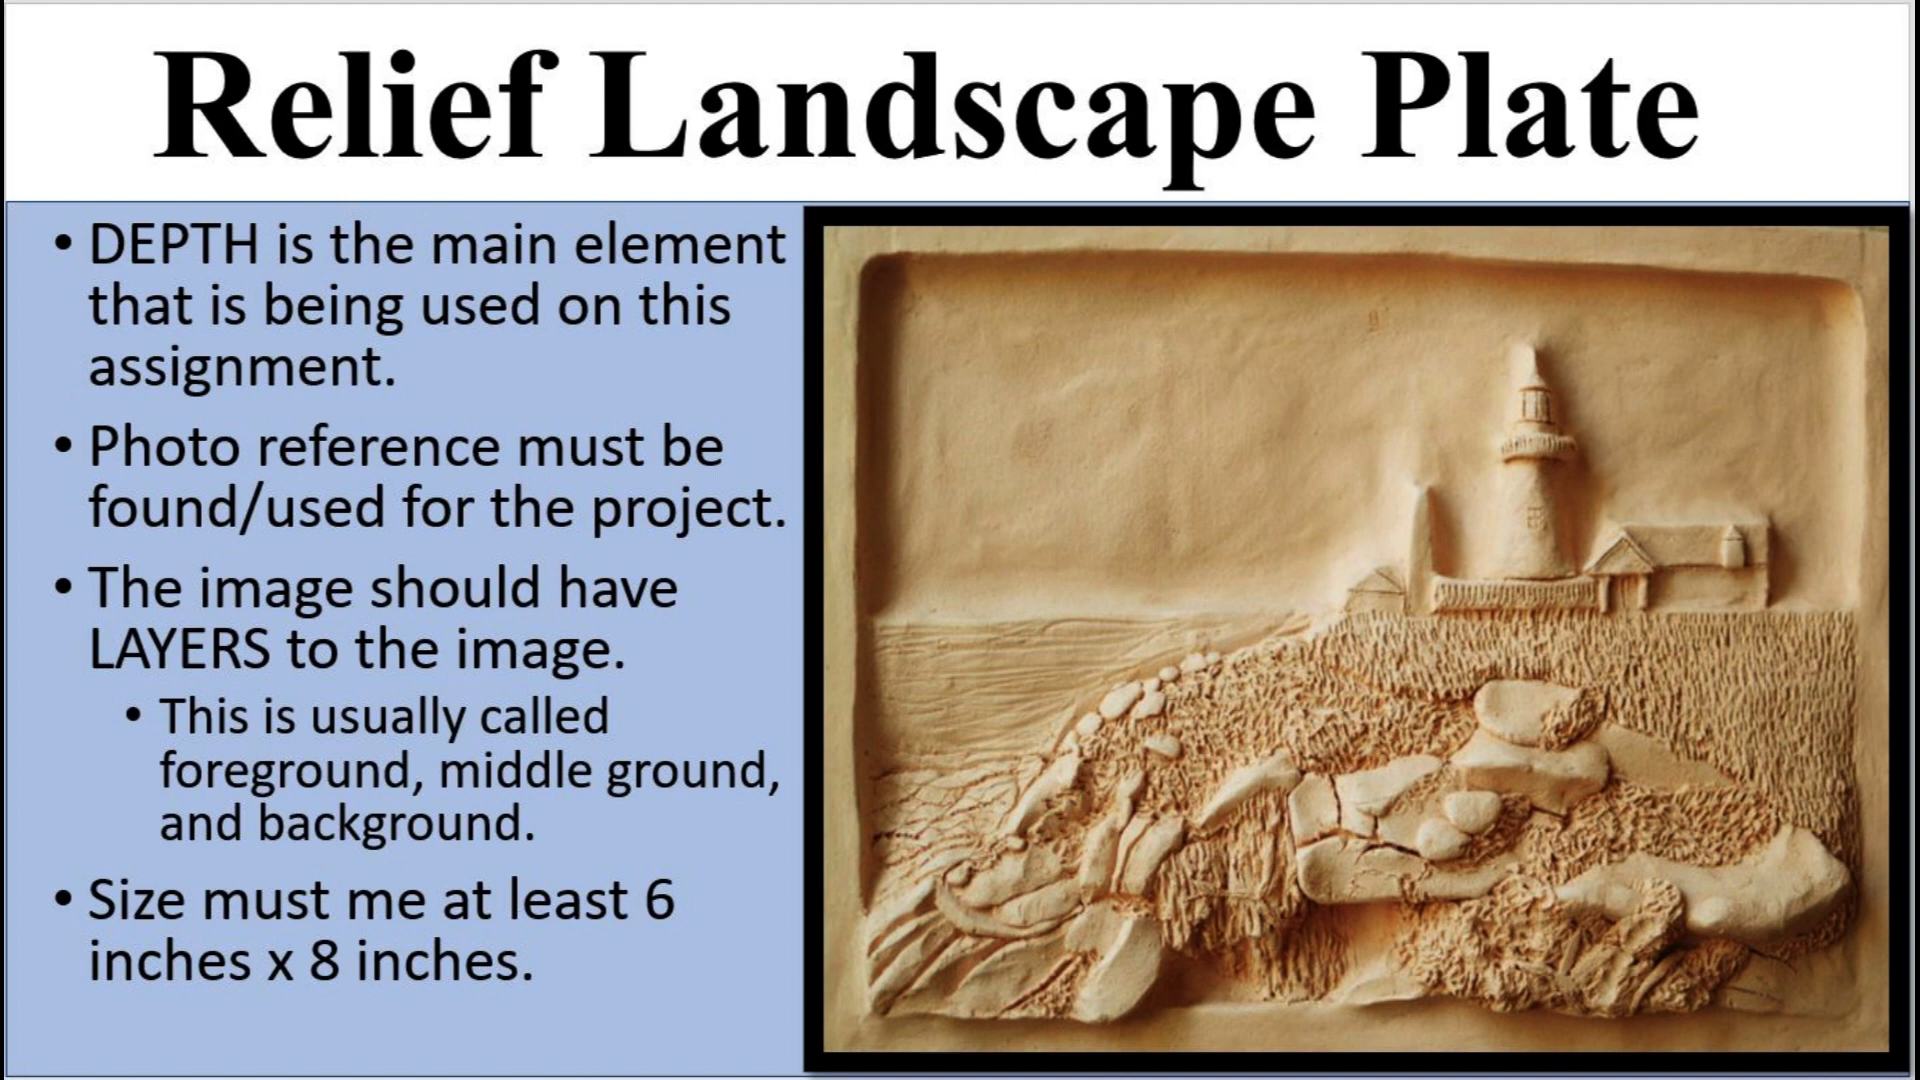 Relief Landscape Plate
• DEPTH is the main element
that is being used on this
assignment.
• Photo reference must be
found/used for the project.
• The image should have
LAYERS to the image.
• This is usually called
foreground, middle ground,
and background.
• Size must me at least 6
inches x 8 inches.